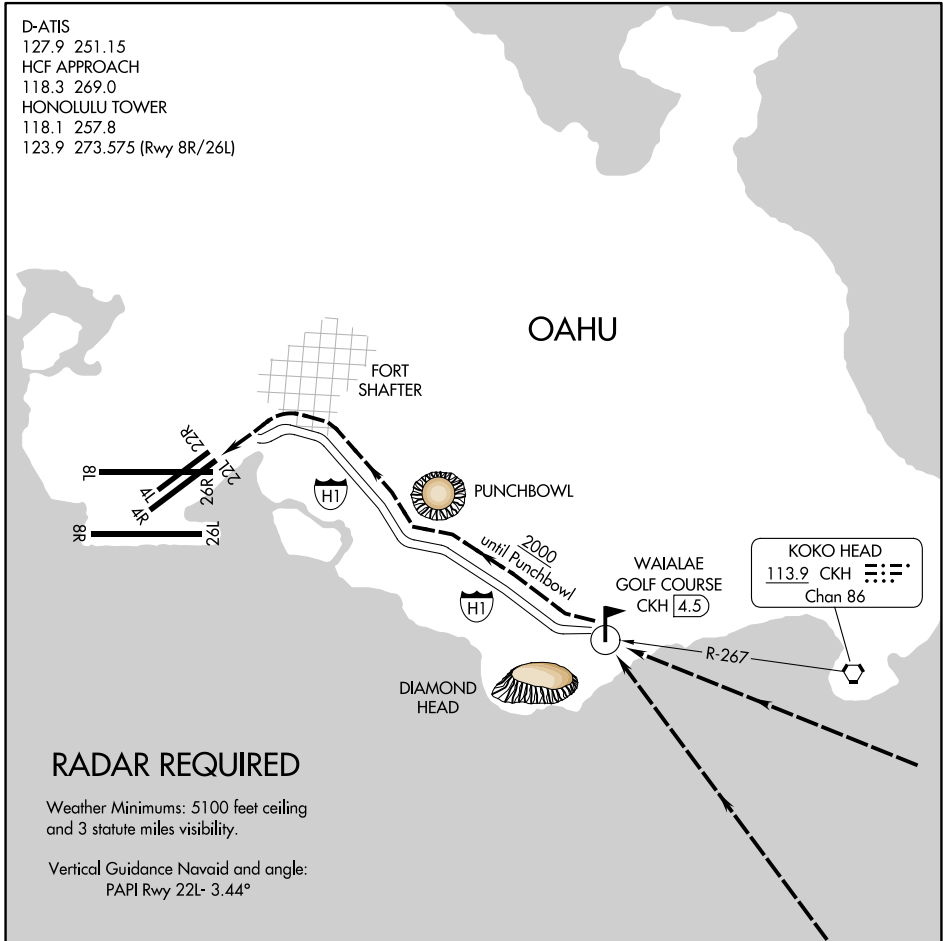 D-ATIS
127.9 251.15
HCF APPROACH
118.3 269.0
HONOLULU TOWER
118.1 257.8
123.9 273.575 (Rwy 8R/26L)
OAHU
FORT
SHAFTER
22R
22L
8L
26R
4L
4R
8R
26L
H1
PUNCHBOWL
2000
until Punchbowl
WAIALAE
GOLF COURSE
CKH 4.5
KOKO HEAD
113.9 CKH
Chan 86
H1
R-267
DIAMOND
HEAD
RADAR REQUIRED
Weather Minimums: 5100 feet ceiling
and 3 statute miles visibility.
Vertical Guidance Navaid and angle:
PAPI Rwy 22L- 3.44°